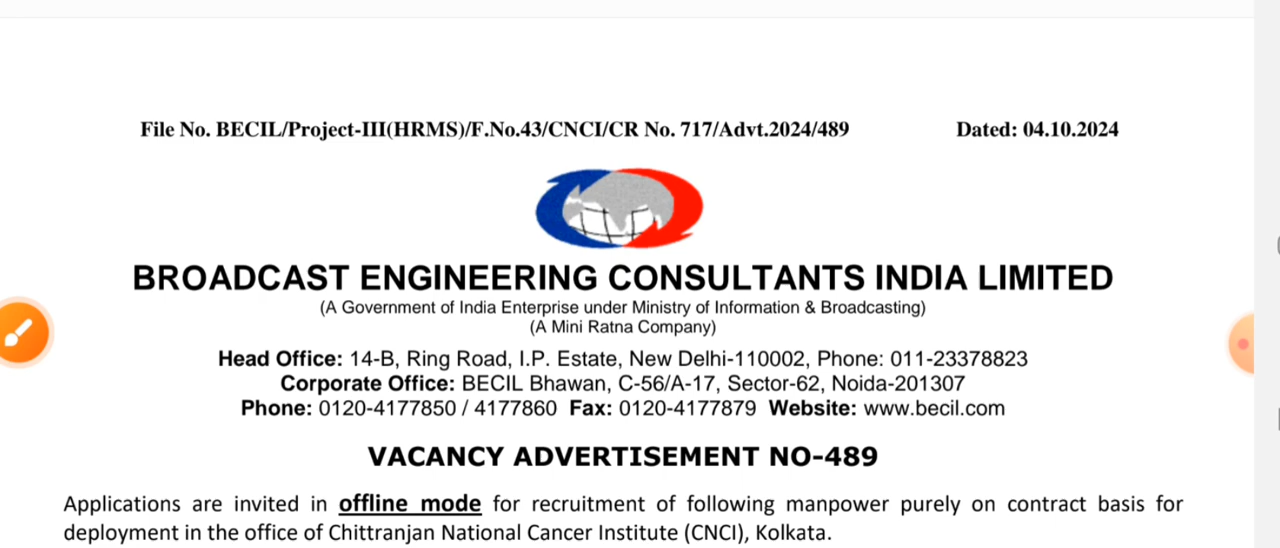 File No. BECIL/Project-III(HRMS)/F.No.43/CNCI/CR No. 717/Advt.2024/489 Dated: 04.10.2024
BROADCAST ENGINEERING CONSULTANTS INDIA LIMITED
(A Government of India Enterprise under Ministry of Information & Broadcasting)
(A Mini Ratna Company)
Head Office: 14-B, Ring Road, I.P. Estate, New Delhi-110002, Phone: 011-23378823
Corporate Office: BECIL Bhawan, C-56/A-17, Sector-62, Noida-201307
Phone: 0120-4177850 / 4177860 Fax: 0120-4177879 Website: www.becil.com
VACANCY ADVERTISEMENT NO-489
Applications are invited in offline mode for recruitment of following manpower purely on contract basis for
deployment in the office of Chittranjan National Cancer Institute (CNCI), Kolkata.